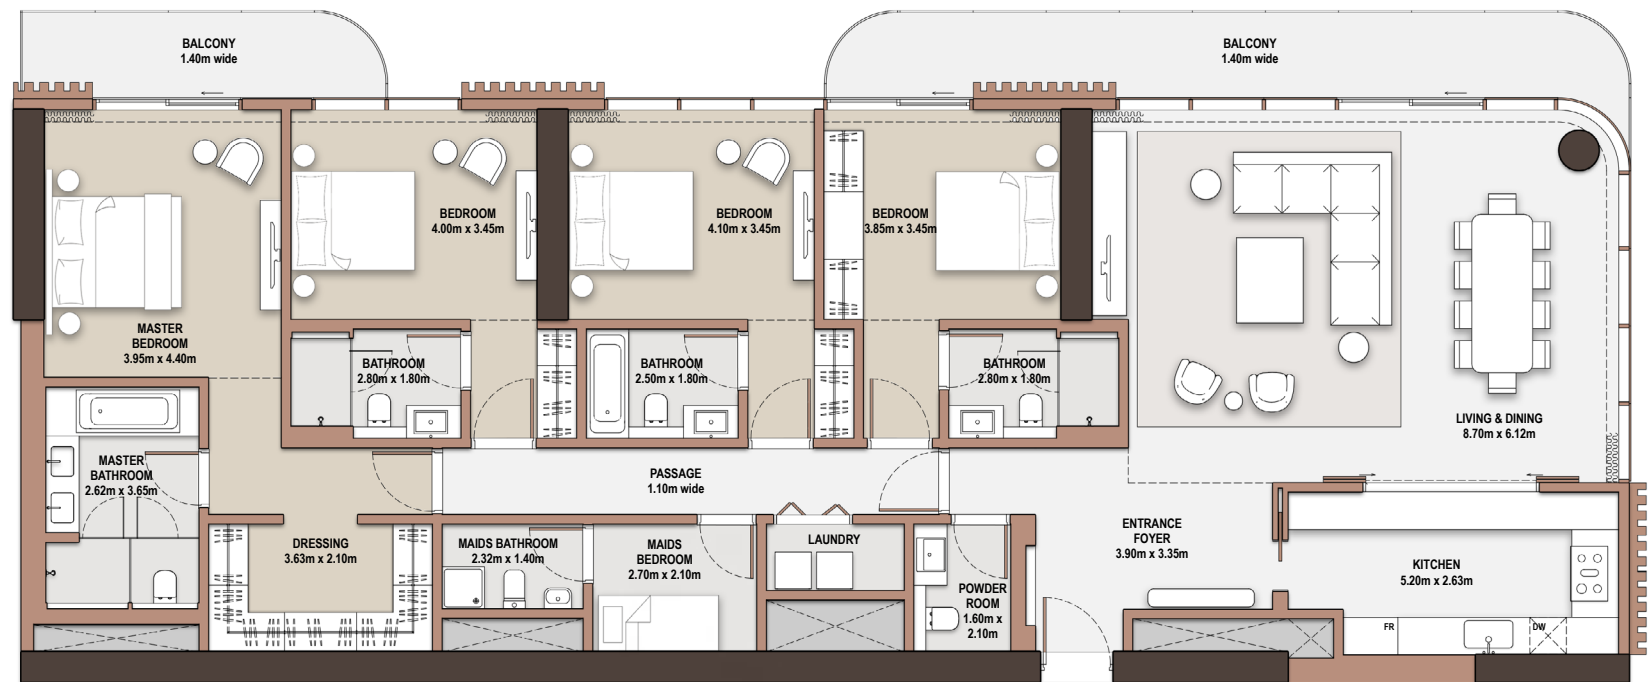 BALCONY
1.40m wide
BALCONY
1.40m wide
BEDROOM
4.00m x 3.45m
BEDROOM
4.10m x 3.45m
BEDROOM
3.85m x 3.45m
MASTER
BEDROOM
3.95m x 4.40m
BATHROOM
2.80m x 1.80m
BATHROOM
2.50m x 1.80m
BATHROOM
2.80m x 1.80m
LIVING & DINING
8.70m x 6.12m
MASTER
BATHROOM
2.62m x 3.65m
PASSAGE
1.10m wide
DRESSING
3.63m x 2.10m
MAIDS BATHROOM
2.32m x 1.40m
MAIDS
BEDROOM
2.70m x 2.10m
LAUNDRY
POWDER
ROOM
1.60m x
2.10m
ENTRANCE
FOYER
3.90m x 3.35m
KITCHEN
5.20m x 2.63m
FR
DW